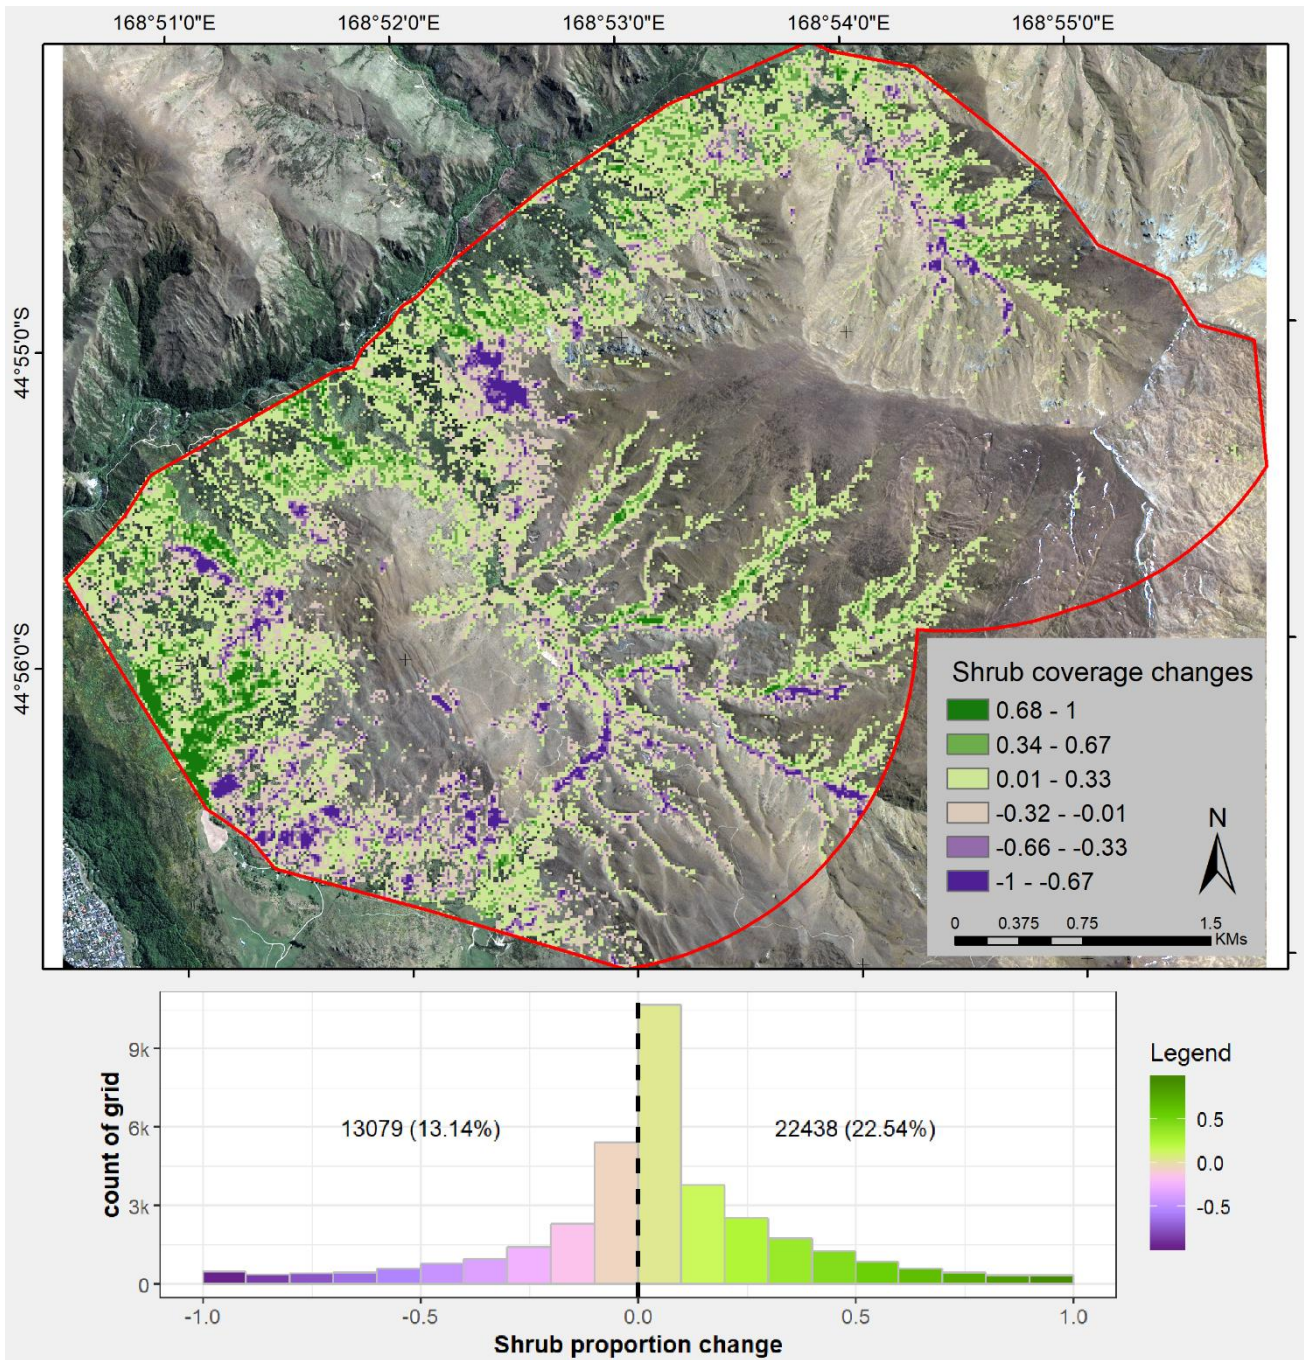 168°51'0"E 168°52'0"E 168°53'0"E 168°54'0"E 168°55'0"E
44°55'0"S
44°56'0"S
Shrub coverage changes
0.68 - 1
0.34 - 0.67
0.01 - 0.33
-0.32 - -0.01
-0.66 - -0.33
-1 - -0.67
N
0 0.375 0.75 1.5
KMs
9k
6k
3k
0
count of grid
13079 (13.14%) 22438 (22.54%)
-1.0 -0.5 0.0 0.5 1.0
Shrub proportion change
Legend
0.5
0.0
-0.5